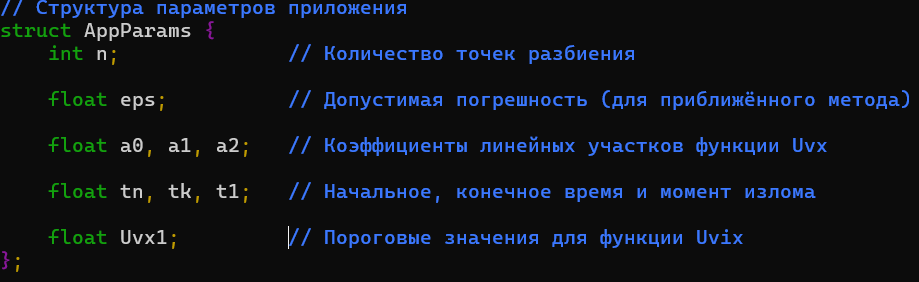 // Структура параметров приложения
struct AppParams {
    int n;              // Количество точек разбиения
    float eps;          // Допустимая погрешность (для приближённого метода)
    float a0, a1, a2;   // Коэффициенты линейных участков функции Uvx
    float tn, tk, t1;   // Начальное, конечное время и момент излома
    float Uvx1;         // Пороговые значения для функции Uvix
};